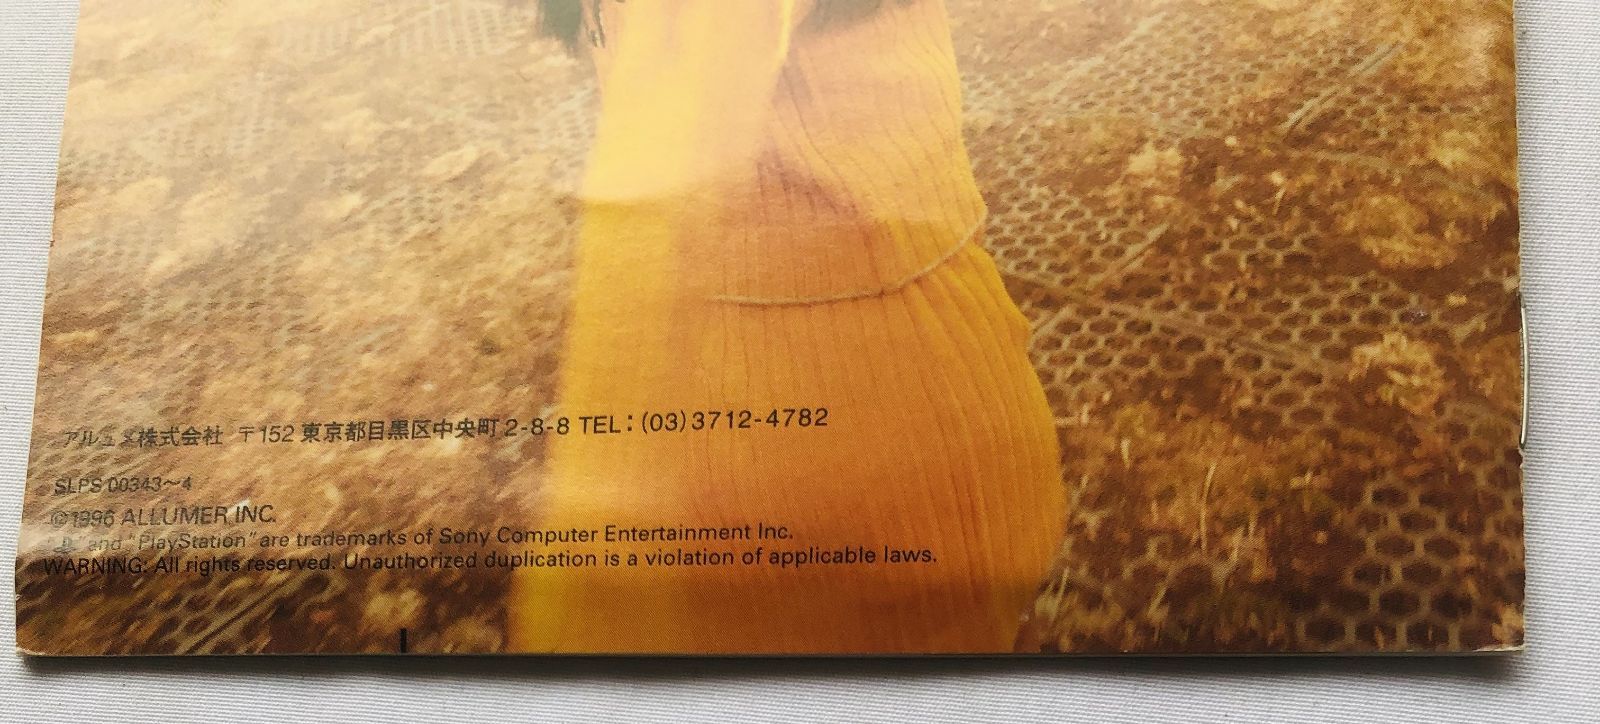 アルュメ株式会社 〒152 東京都目黒区中央町 2-8-8 TEL：(03)3712-4782
SLPS 00343〜4
©1996 ALLUMER INC.
" " and "PlayStation" are trademarks of Sony Computer Entertainment Inc.
WARNING: All rights reserved. Unauthorized duplication is a violation of applicable laws.